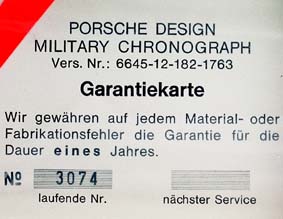 PORSCHE DESIGN
MILITARY CHRONOGRAPH
Vers. Nr.: 6645-12-182-1763
Garantiekarte
Wir gewähren auf jedem Material- oder
Fabrikationsfehler die Garantie für die
Dauer eines Jahres.
No 3074
laufende Nr. nächster Service